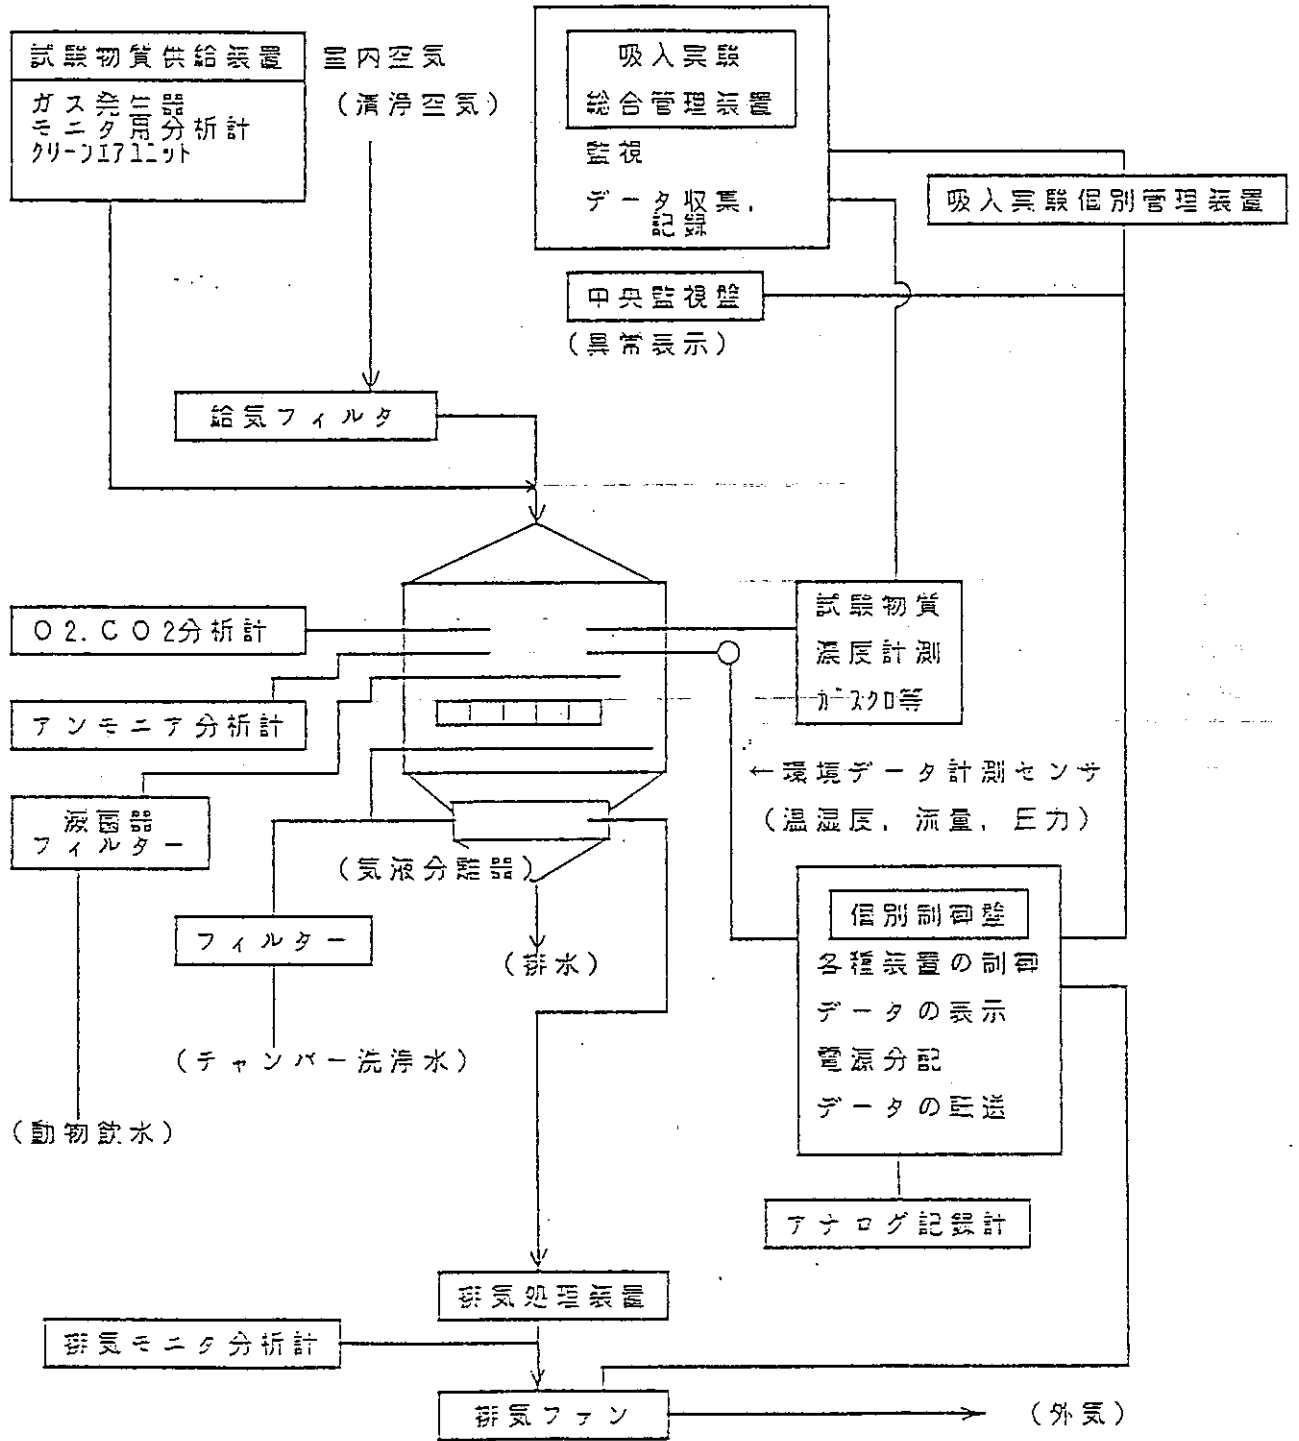 試験物質供給装置
ガス発生器
モニタ用分析計
クリーンエアユニット
室内空気
(清浄空気)
吸入実験
総合管理装置
監視
データ収集,
記録
吸入実験個別管理装置
中央監視盤
(異常表示)
給気フィルタ
O2.CO2分析計
アンモニア分析計
滅菌器
フィルター
試験物質
濃度計測
ガスクロ等
←環境データ計測センサ
(温湿度,流量,圧力)
(気液分離器)
フィルター
(排水)
個別制御盤
各種装置の制御
データの表示
電源分配
データの転送
(チャンバー洗浄水)
(動物飲水)
アナログ記録計
排気処理装置
排気モニタ分析計
排気ファン
(外気)